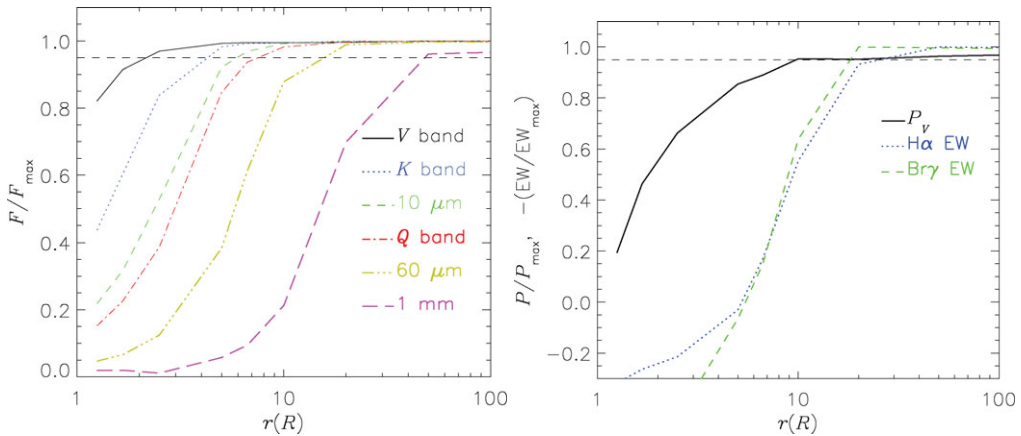 1.0
0.8
0.6
0.4
0.2
0.0
F/F_max
V band
K band
10 μm
Q band
60 μm
1 mm
1 10 100
r(R)
1.0
0.8
0.6
0.4
0.2
0.0
−0.2
P/P_max, −(EW/EW_max)
P_V
Hα EW
Brγ EW
1 10 100
r(R)